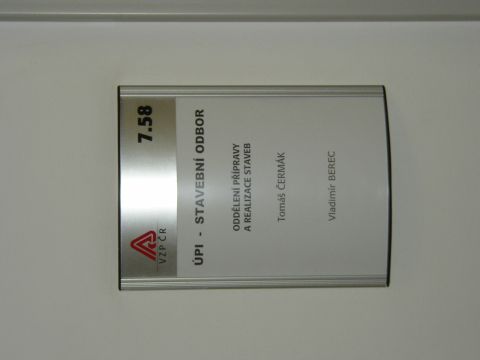 VZP ČR 7.58
ÚPI - STAVEBNÍ ODBOR
ODDĚLENÍ PŘÍPRAVY
A REALIZACE STAVEB
Tomáš ČERMÁK
Vladimír BEREC